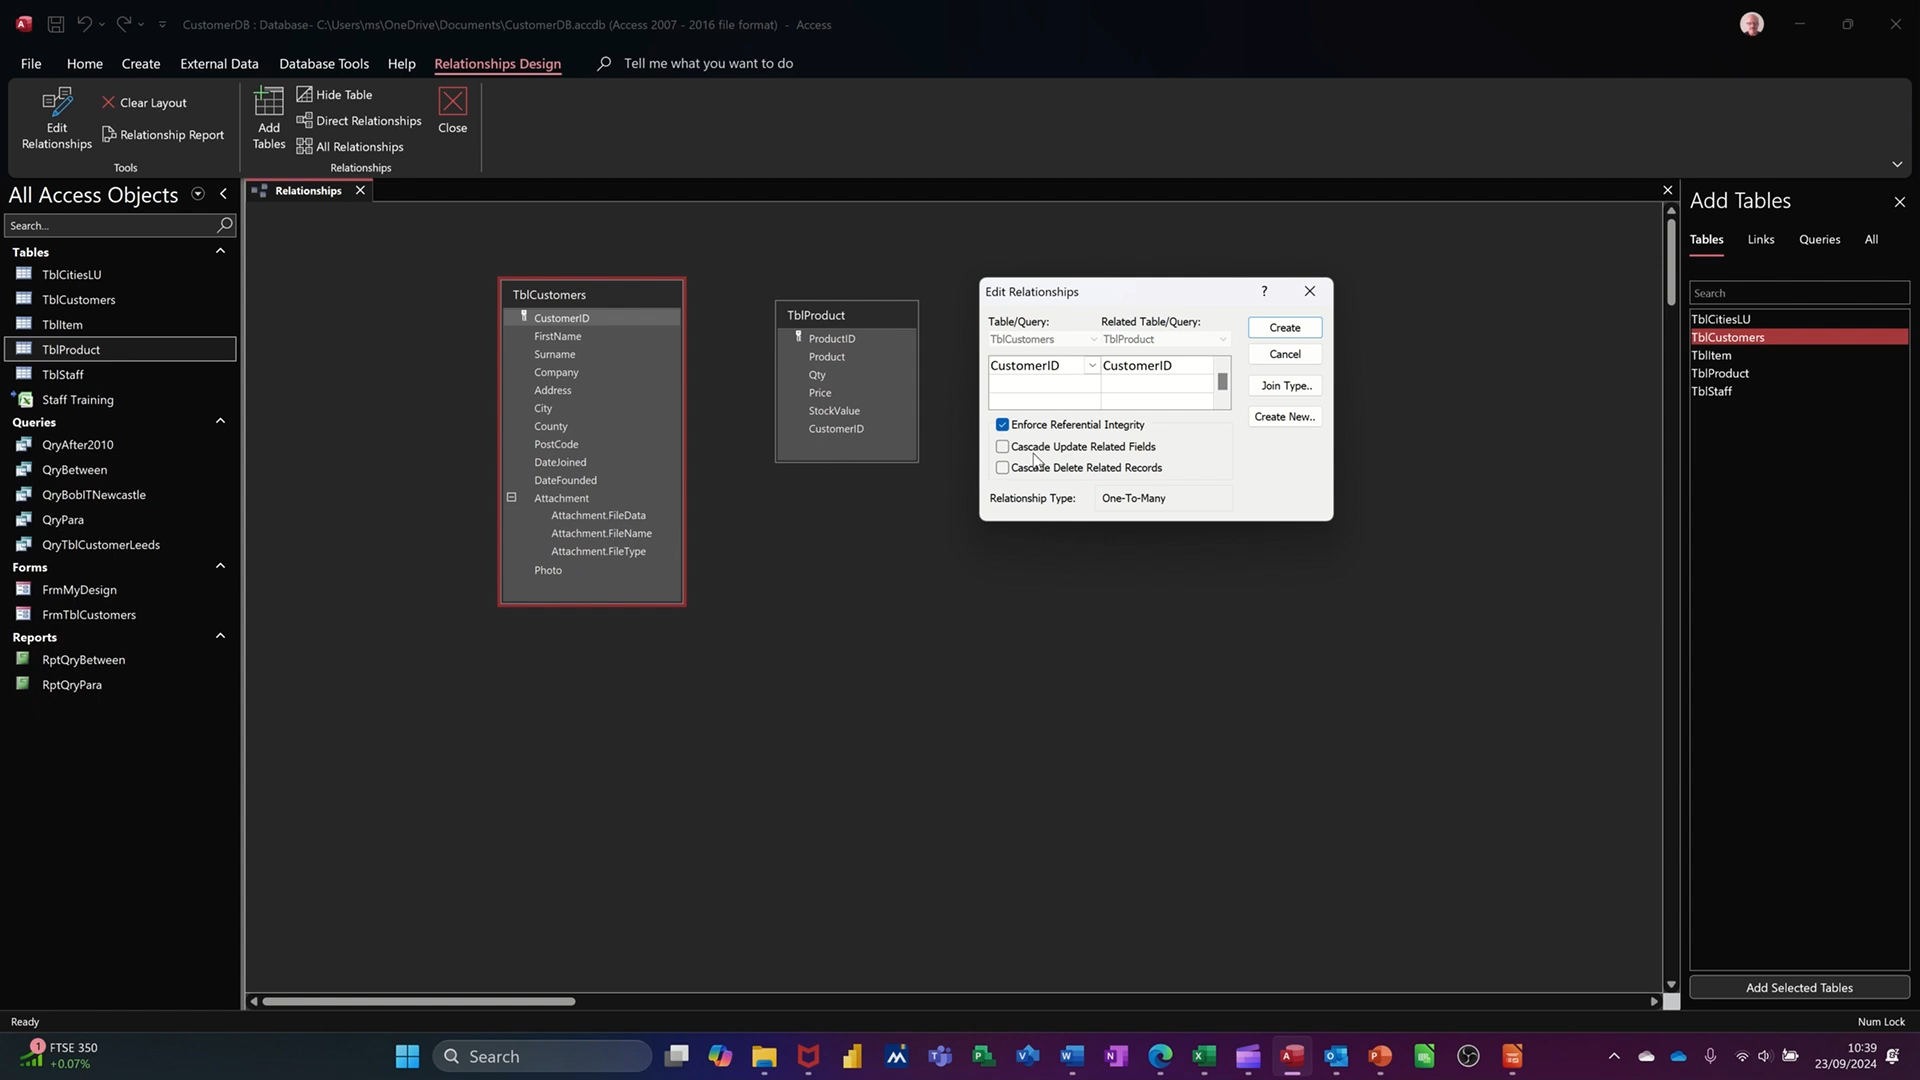 CustomerDB : Database- C:\Users\ms\OneDrive\Documents\CustomerDB.accdb (Access 2007 - 2016 file format) - Access
File Home Create External Data Database Tools Help Relationships Design Tell me what you want to do
Edit Relationships
Clear Layout
Relationship Report
Tools
Add Tables
Hide Table
Direct Relationships
All Relationships
Close
Relationships
All Access Objects
Search...
Tables
TblCitiesLU
TblCustomers
TblItem
TblProduct
TblStaff
Staff Training
Queries
QryAfter2010
QryBetween
QryBobITNewcastle
QryPara
QryTblCustomerLeeds
Forms
FrmMyDesign
FrmTblCustomers
Reports
RptQryBetween
RptQryPara
Relationships
TblCustomers
CustomerID
FirstName
Surname
Company
Address
City
County
PostCode
DateJoined
DateFounded
Attachment
Attachment.FileData
Attachment.FileName
Attachment.FileType
Photo
TblProduct
ProductID
Product
Qty
Price
StockValue
CustomerID
Edit Relationships ?
Table/Query: Related Table/Query:
TblCustomers TblProduct
CustomerID CustomerID
Create
Cancel
Join Type..
Create New..
Enforce Referential Integrity
Cascade Update Related Fields
Cascade Delete Related Records
Relationship Type: One-To-Many
Add Tables
Tables Links Queries All
Search
TblCitiesLU
TblCustomers
TblItem
TblProduct
TblStaff
Add Selected Tables
Ready
Num Lock
1
FTSE 350
+0.07%
Search
10:39
23/09/2024